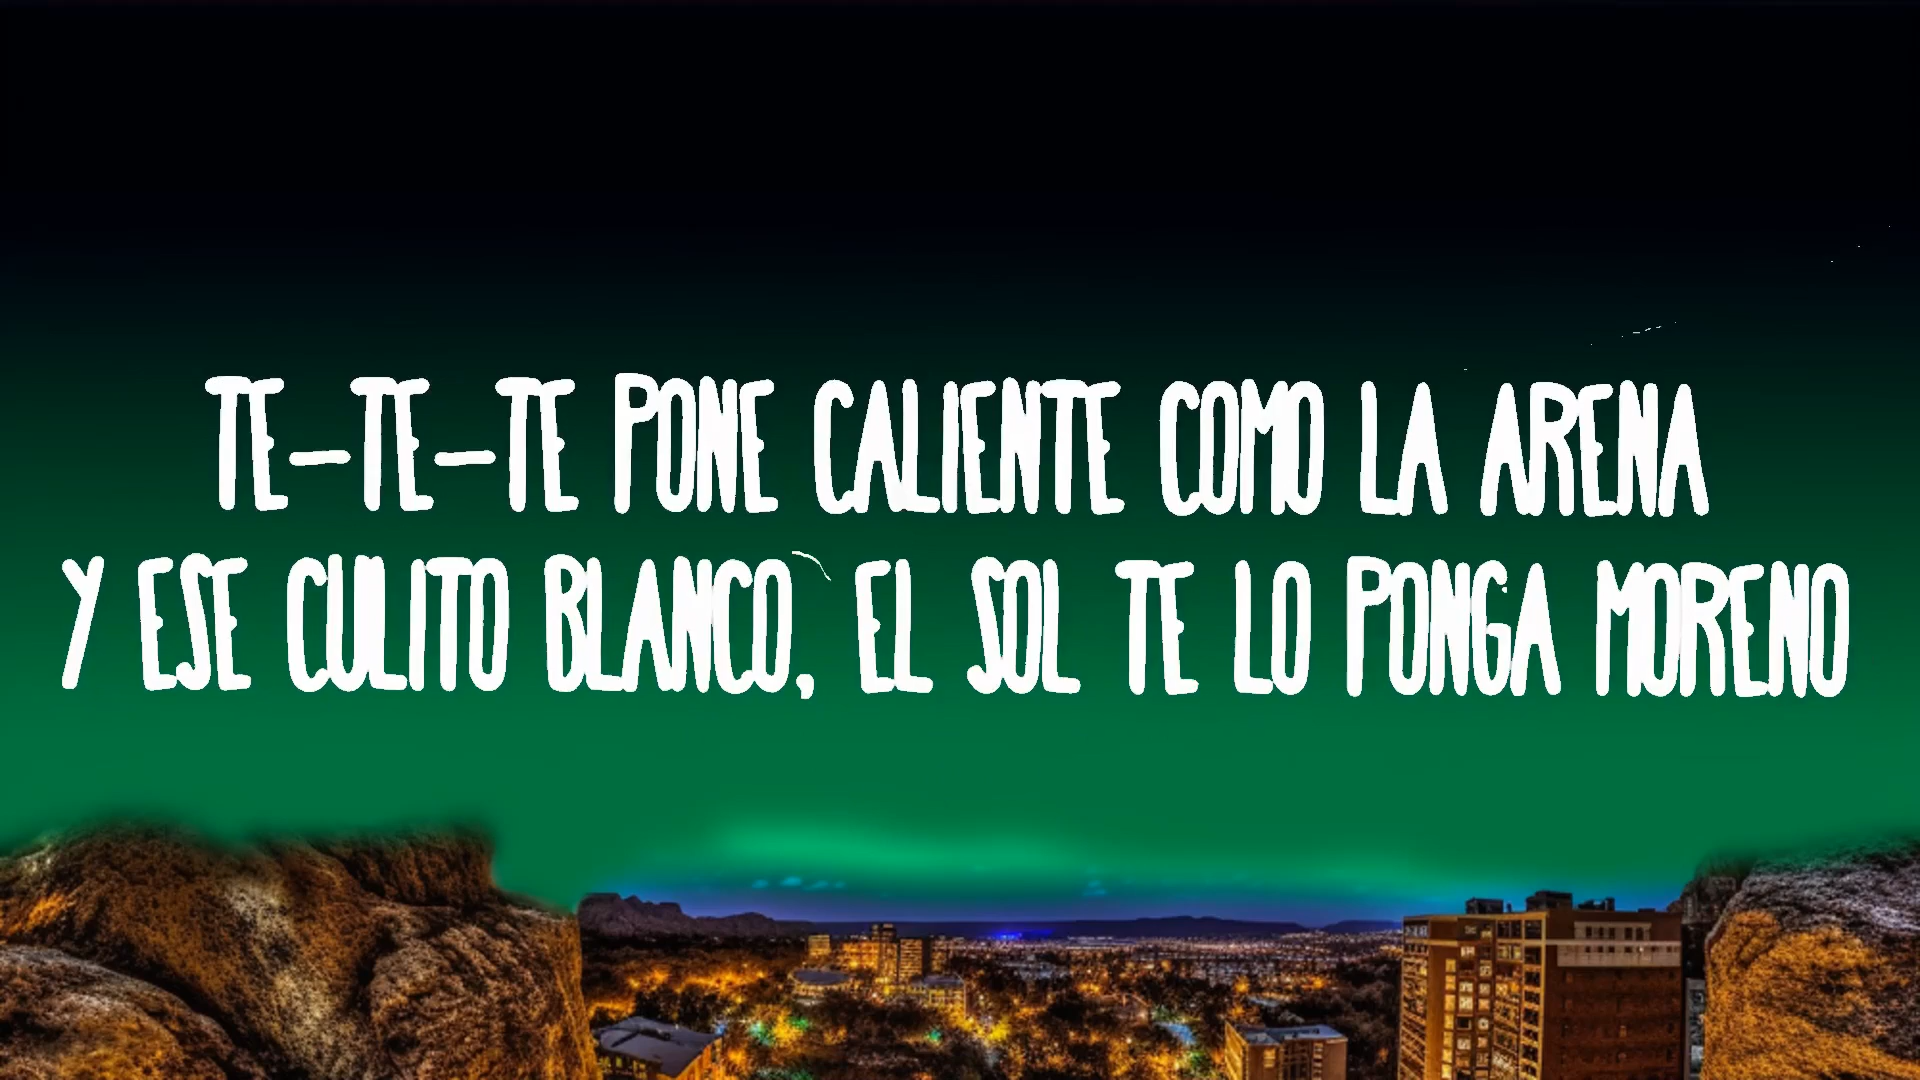 TE-TE-TE PONE CALIENTE COMO LA ARENA
Y ESE CULITO BLANCO, EL SOL TE LO PONGA MORENO